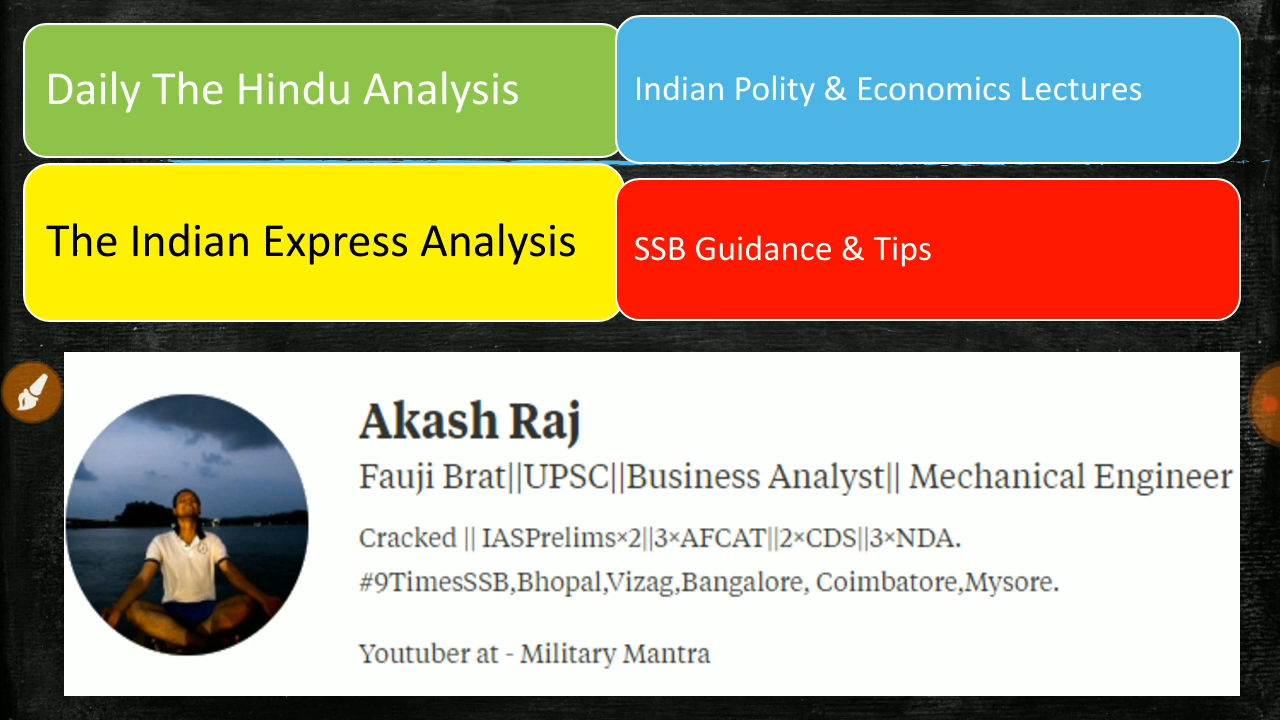 Daily The Hindu Analysis
Indian Polity & Economics Lectures
The Indian Express Analysis
SSB Guidance & Tips
Akash Raj
Fauji Brat||UPSC||Business Analyst|| Mechanical Engineer
Cracked || IASPrelims×2||3×AFCAT||2×CDS||3×NDA.
#9TimesSSB,Bhopal,Vizag,Bangalore, Coimbatore,Mysore.
Youtuber at - Military Mantra